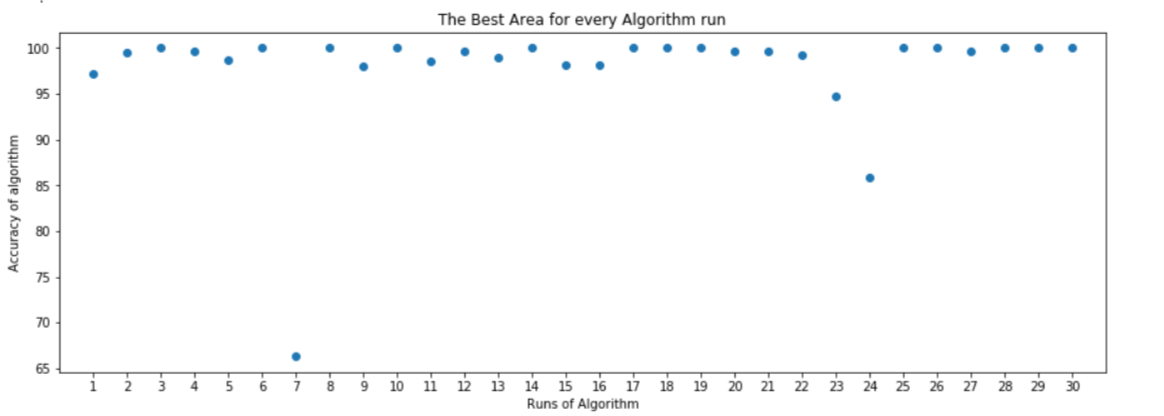 The Best Area for every Algorithm run
Accuracy of algorithm
100
95
90
85
80
75
70
65
1 2 3 4 5 6 7 8 9 10 11 12 13 14 15 16 17 18 19 20 21 22 23 24 25 26 27 28 29 30
Runs of Algorithm